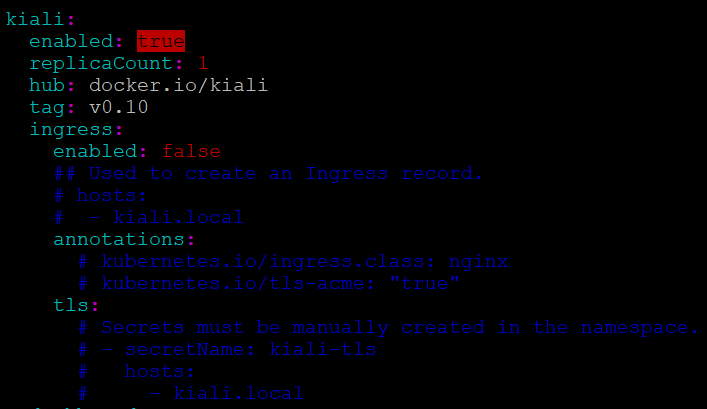 kiali:
  enabled: true
  replicaCount: 1
  hub: docker.io/kiali
  tag: v0.10
  ingress:
    enabled: false
    ## Used to create an Ingress record.
    # hosts:
    #  - kiali.local
    annotations:
      # kubernetes.io/ingress.class: nginx
      # kubernetes.io/tls-acme: "true"
    tls:
      # Secrets must be manually created in the namespace.
      # - secretName: kiali-tls
      #   hosts:
      #     - kiali.local